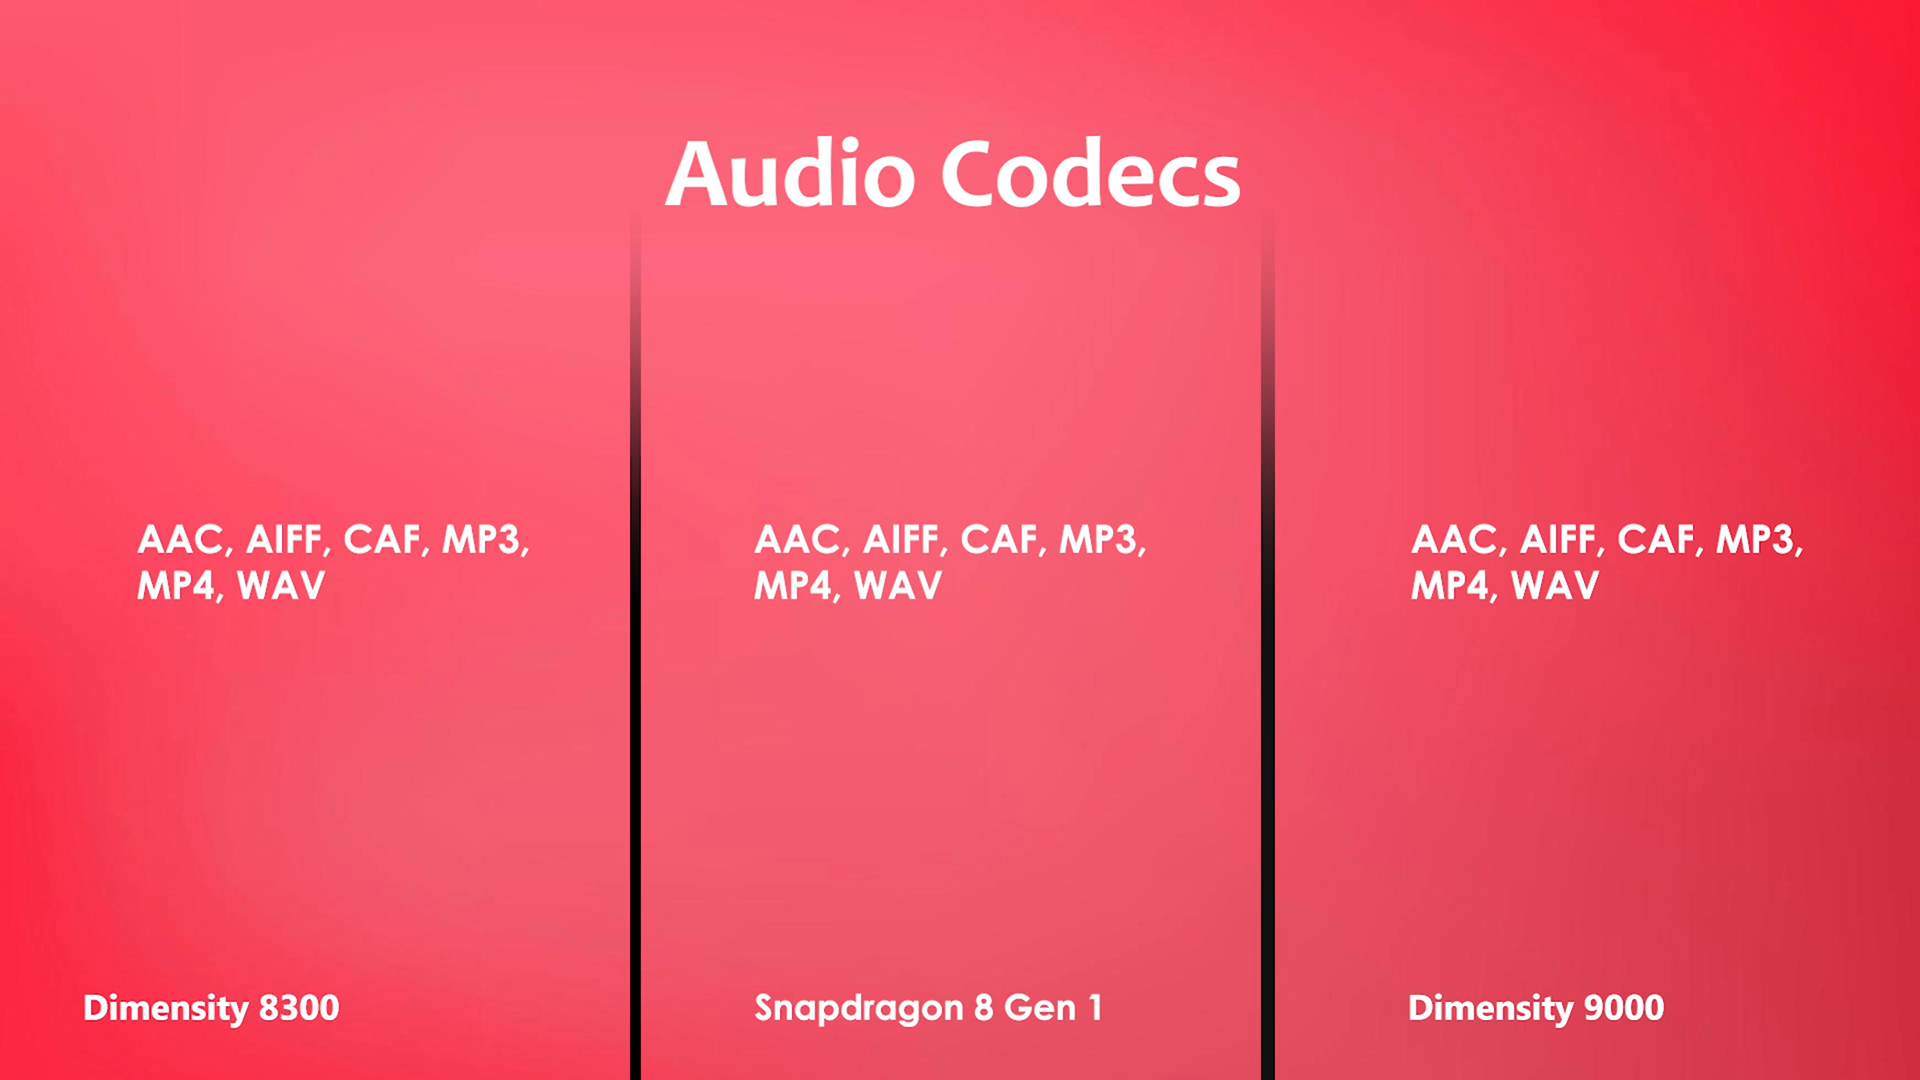 Audio Codecs
AAC, AIFF, CAF, MP3,
MP4, WAV
AAC, AIFF, CAF, MP3,
MP4, WAV
AAC, AIFF, CAF, MP3,
MP4, WAV
Dimensity 8300
Snapdragon 8 Gen 1
Dimensity 9000